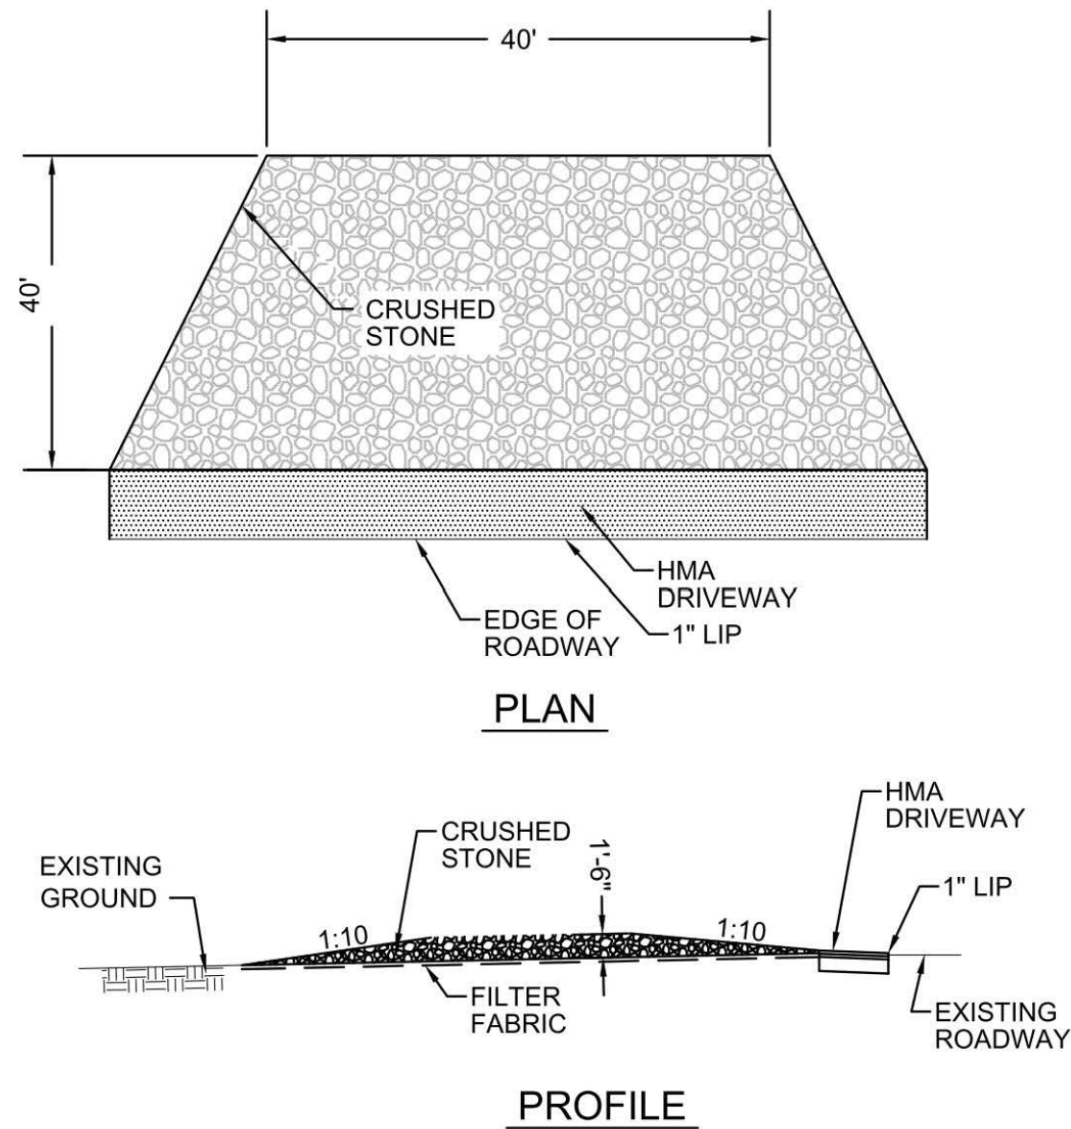 40'
40'
CRUSHED
STONE
HMA
DRIVEWAY
EDGE OF
ROADWAY
1" LIP
PLAN
HMA
DRIVEWAY
CRUSHED
STONE
1'-6"
EXISTING
GROUND
1" LIP
1:10
1:10
FILTER
FABRIC
EXISTING
ROADWAY
PROFILE